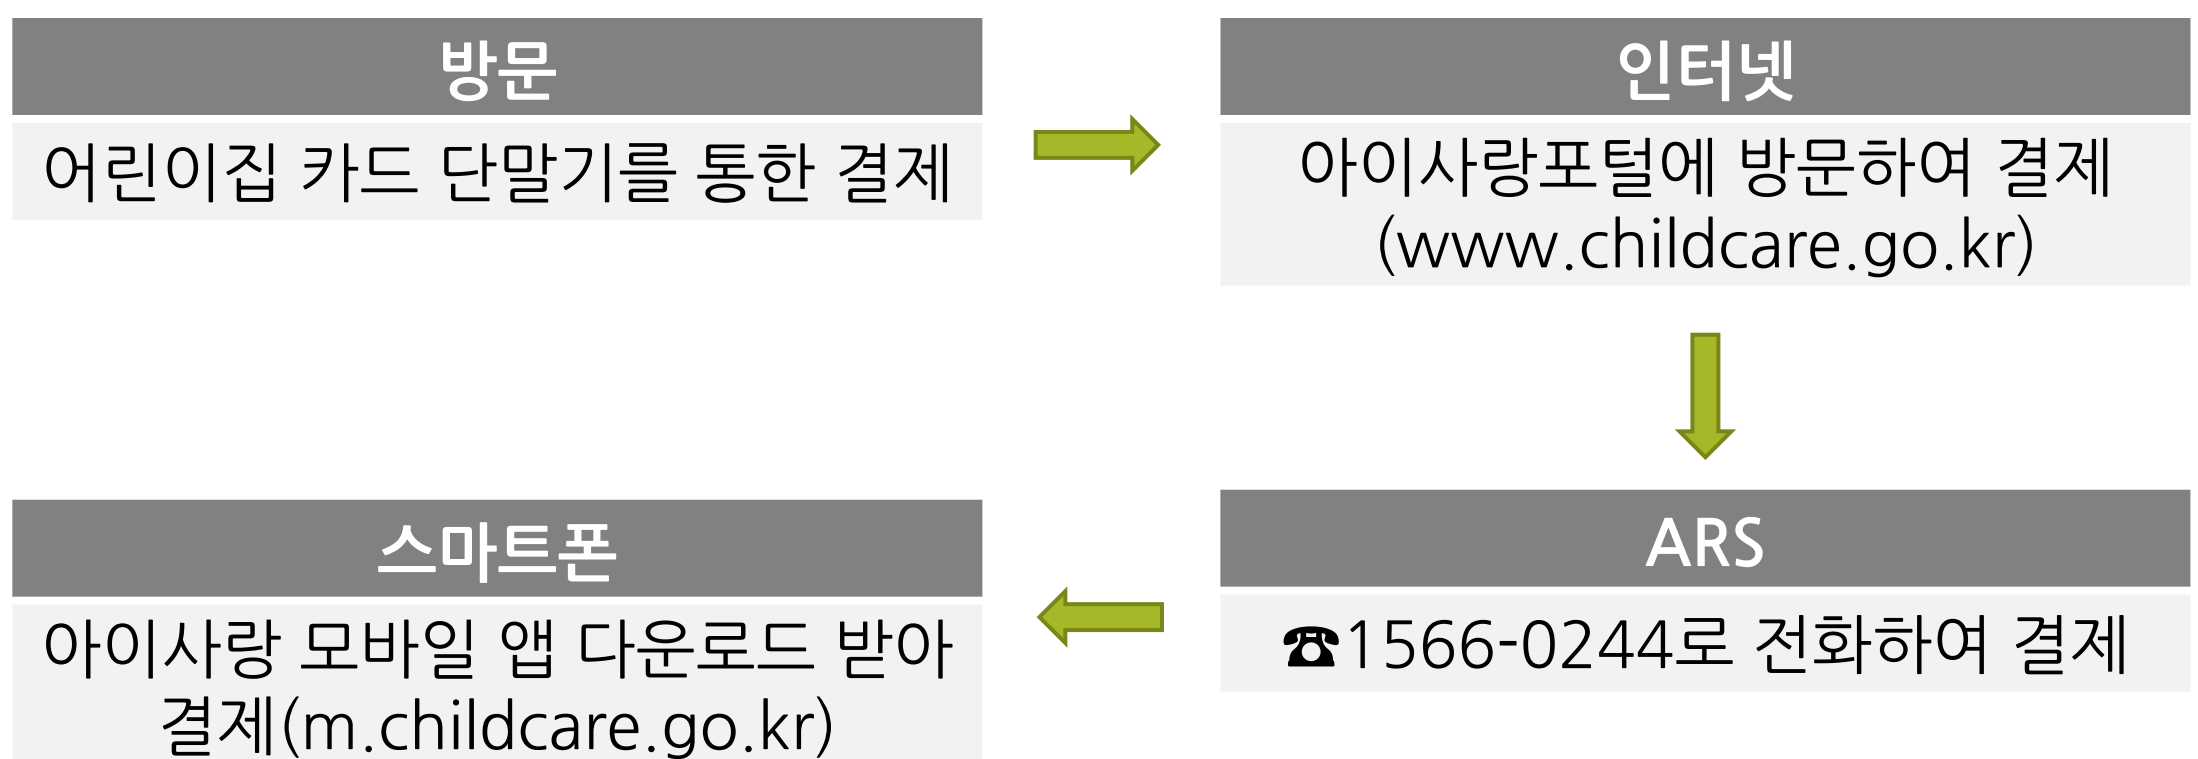 방문
어린이집 카드 단말기를 통한 결제
인터넷
아이사랑포털에 방문하여 결제
(www.childcare.go.kr)
ARS
☎1566-0244로 전화하여 결제
스마트폰
아이사랑 모바일 앱 다운로드 받아
결제(m.childcare.go.kr)